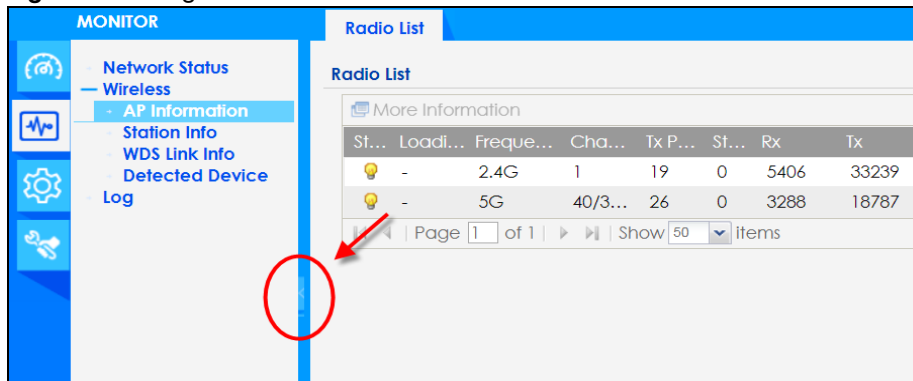 MONITOR
Radio List
Network Status
Wireless
AP Information
Station Info
WDS Link Info
Detected Device
Log
Radio List
More Information
St... Loadi... Freque... Cha... Tx P... St... Rx Tx
- 2.4G 1 19 0 5406 33239
- 5G 40/3... 26 0 3288 18787
Page 1 of 1 Show 50 items